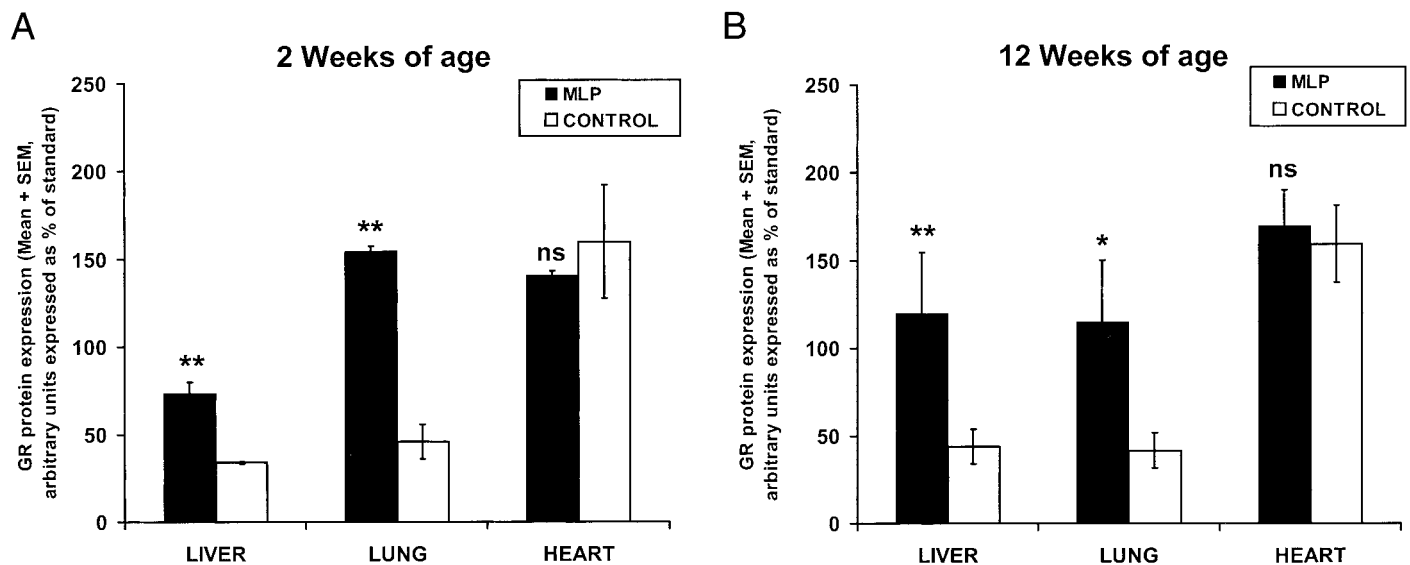 A
2 Weeks of age
MLP
CONTROL
GR protein expression (Mean + SEM,
arbitrary units expressed as % of standard)
250
200
150
100
50
0
**
**
ns
LIVER
LUNG
HEART
B
12 Weeks of age
MLP
CONTROL
GR protein expression (Mean + SEM,
arbitrary units expressed as % of standard)
250
200
150
100
50
0
**
*
ns
LIVER
LUNG
HEART